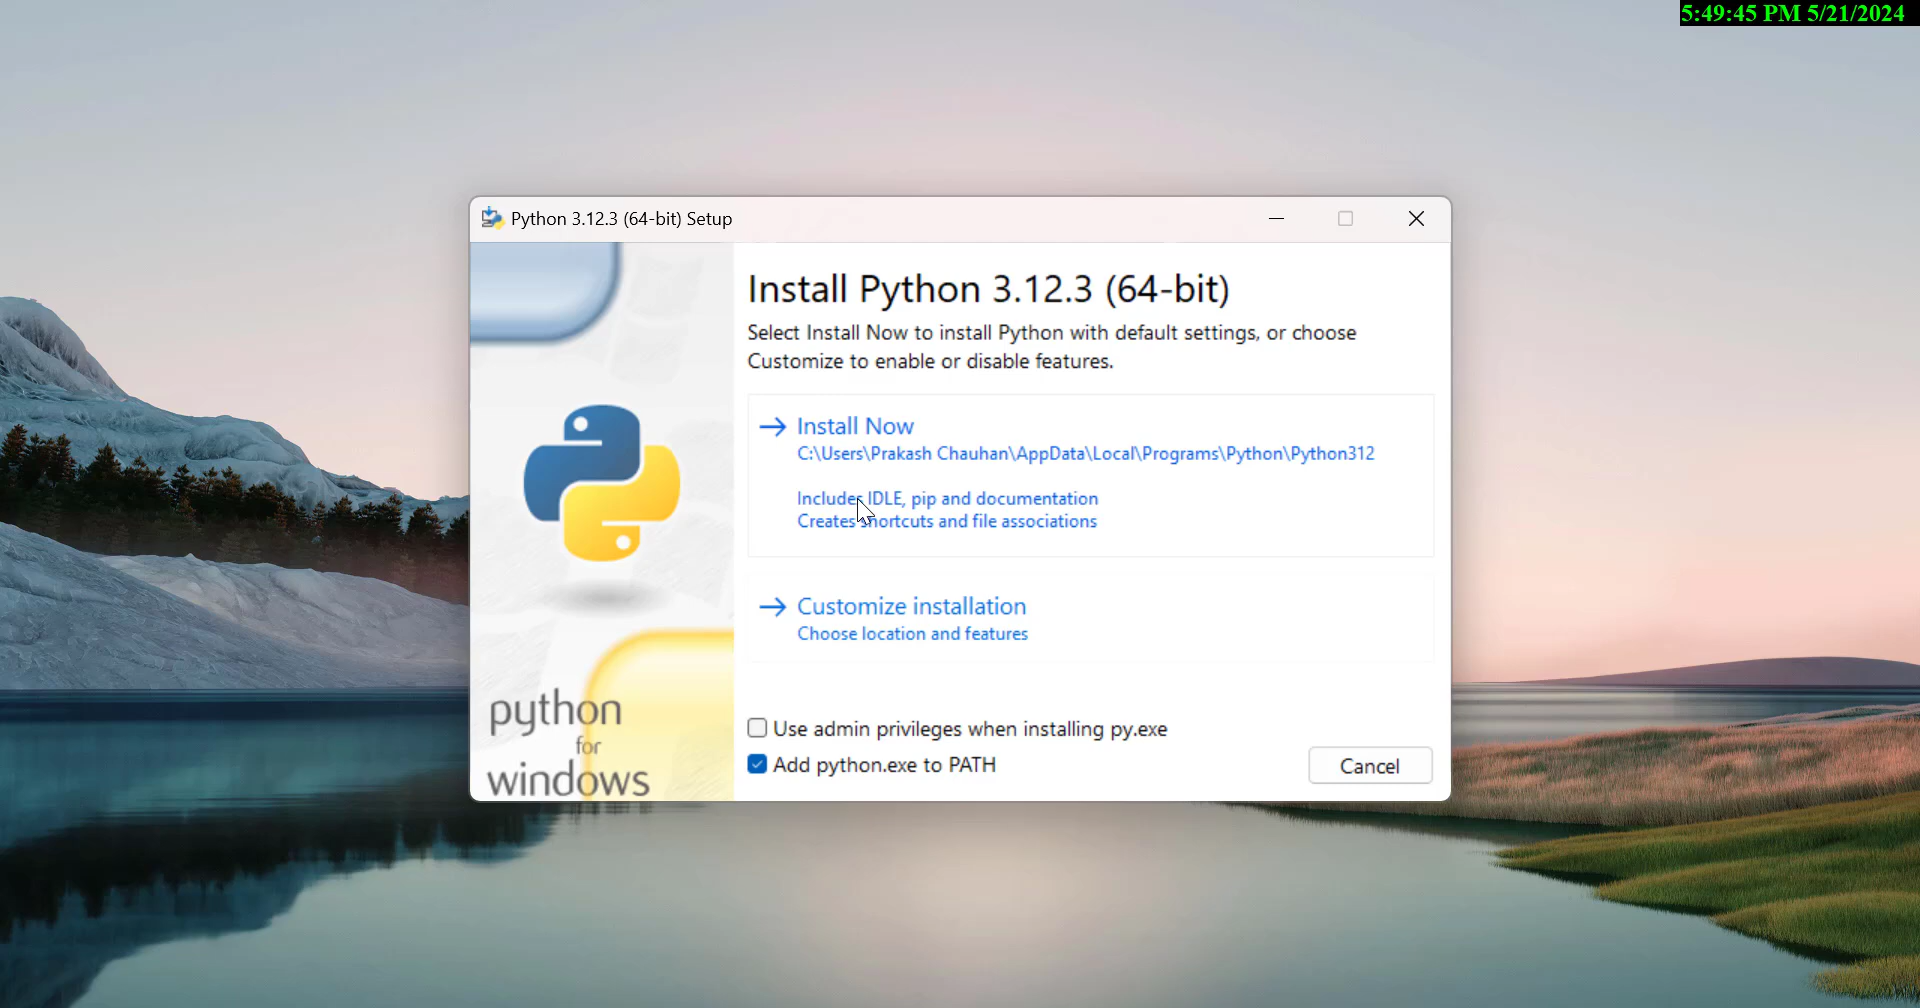 5:49:45 PM 5/21/2024
Python 3.12.3 (64-bit) Setup
Install Python 3.12.3 (64-bit)
Select Install Now to install Python with default settings, or choose
Customize to enable or disable features.
Install Now
C:\Users\Prakash Chauhan\AppData\Local\Programs\Python\Python312
Includes IDLE, pip and documentation
Creates shortcuts and file associations
Customize installation
Choose location and features
python
for
windows
Use admin privileges when installing py.exe
Add python.exe to PATH
Cancel